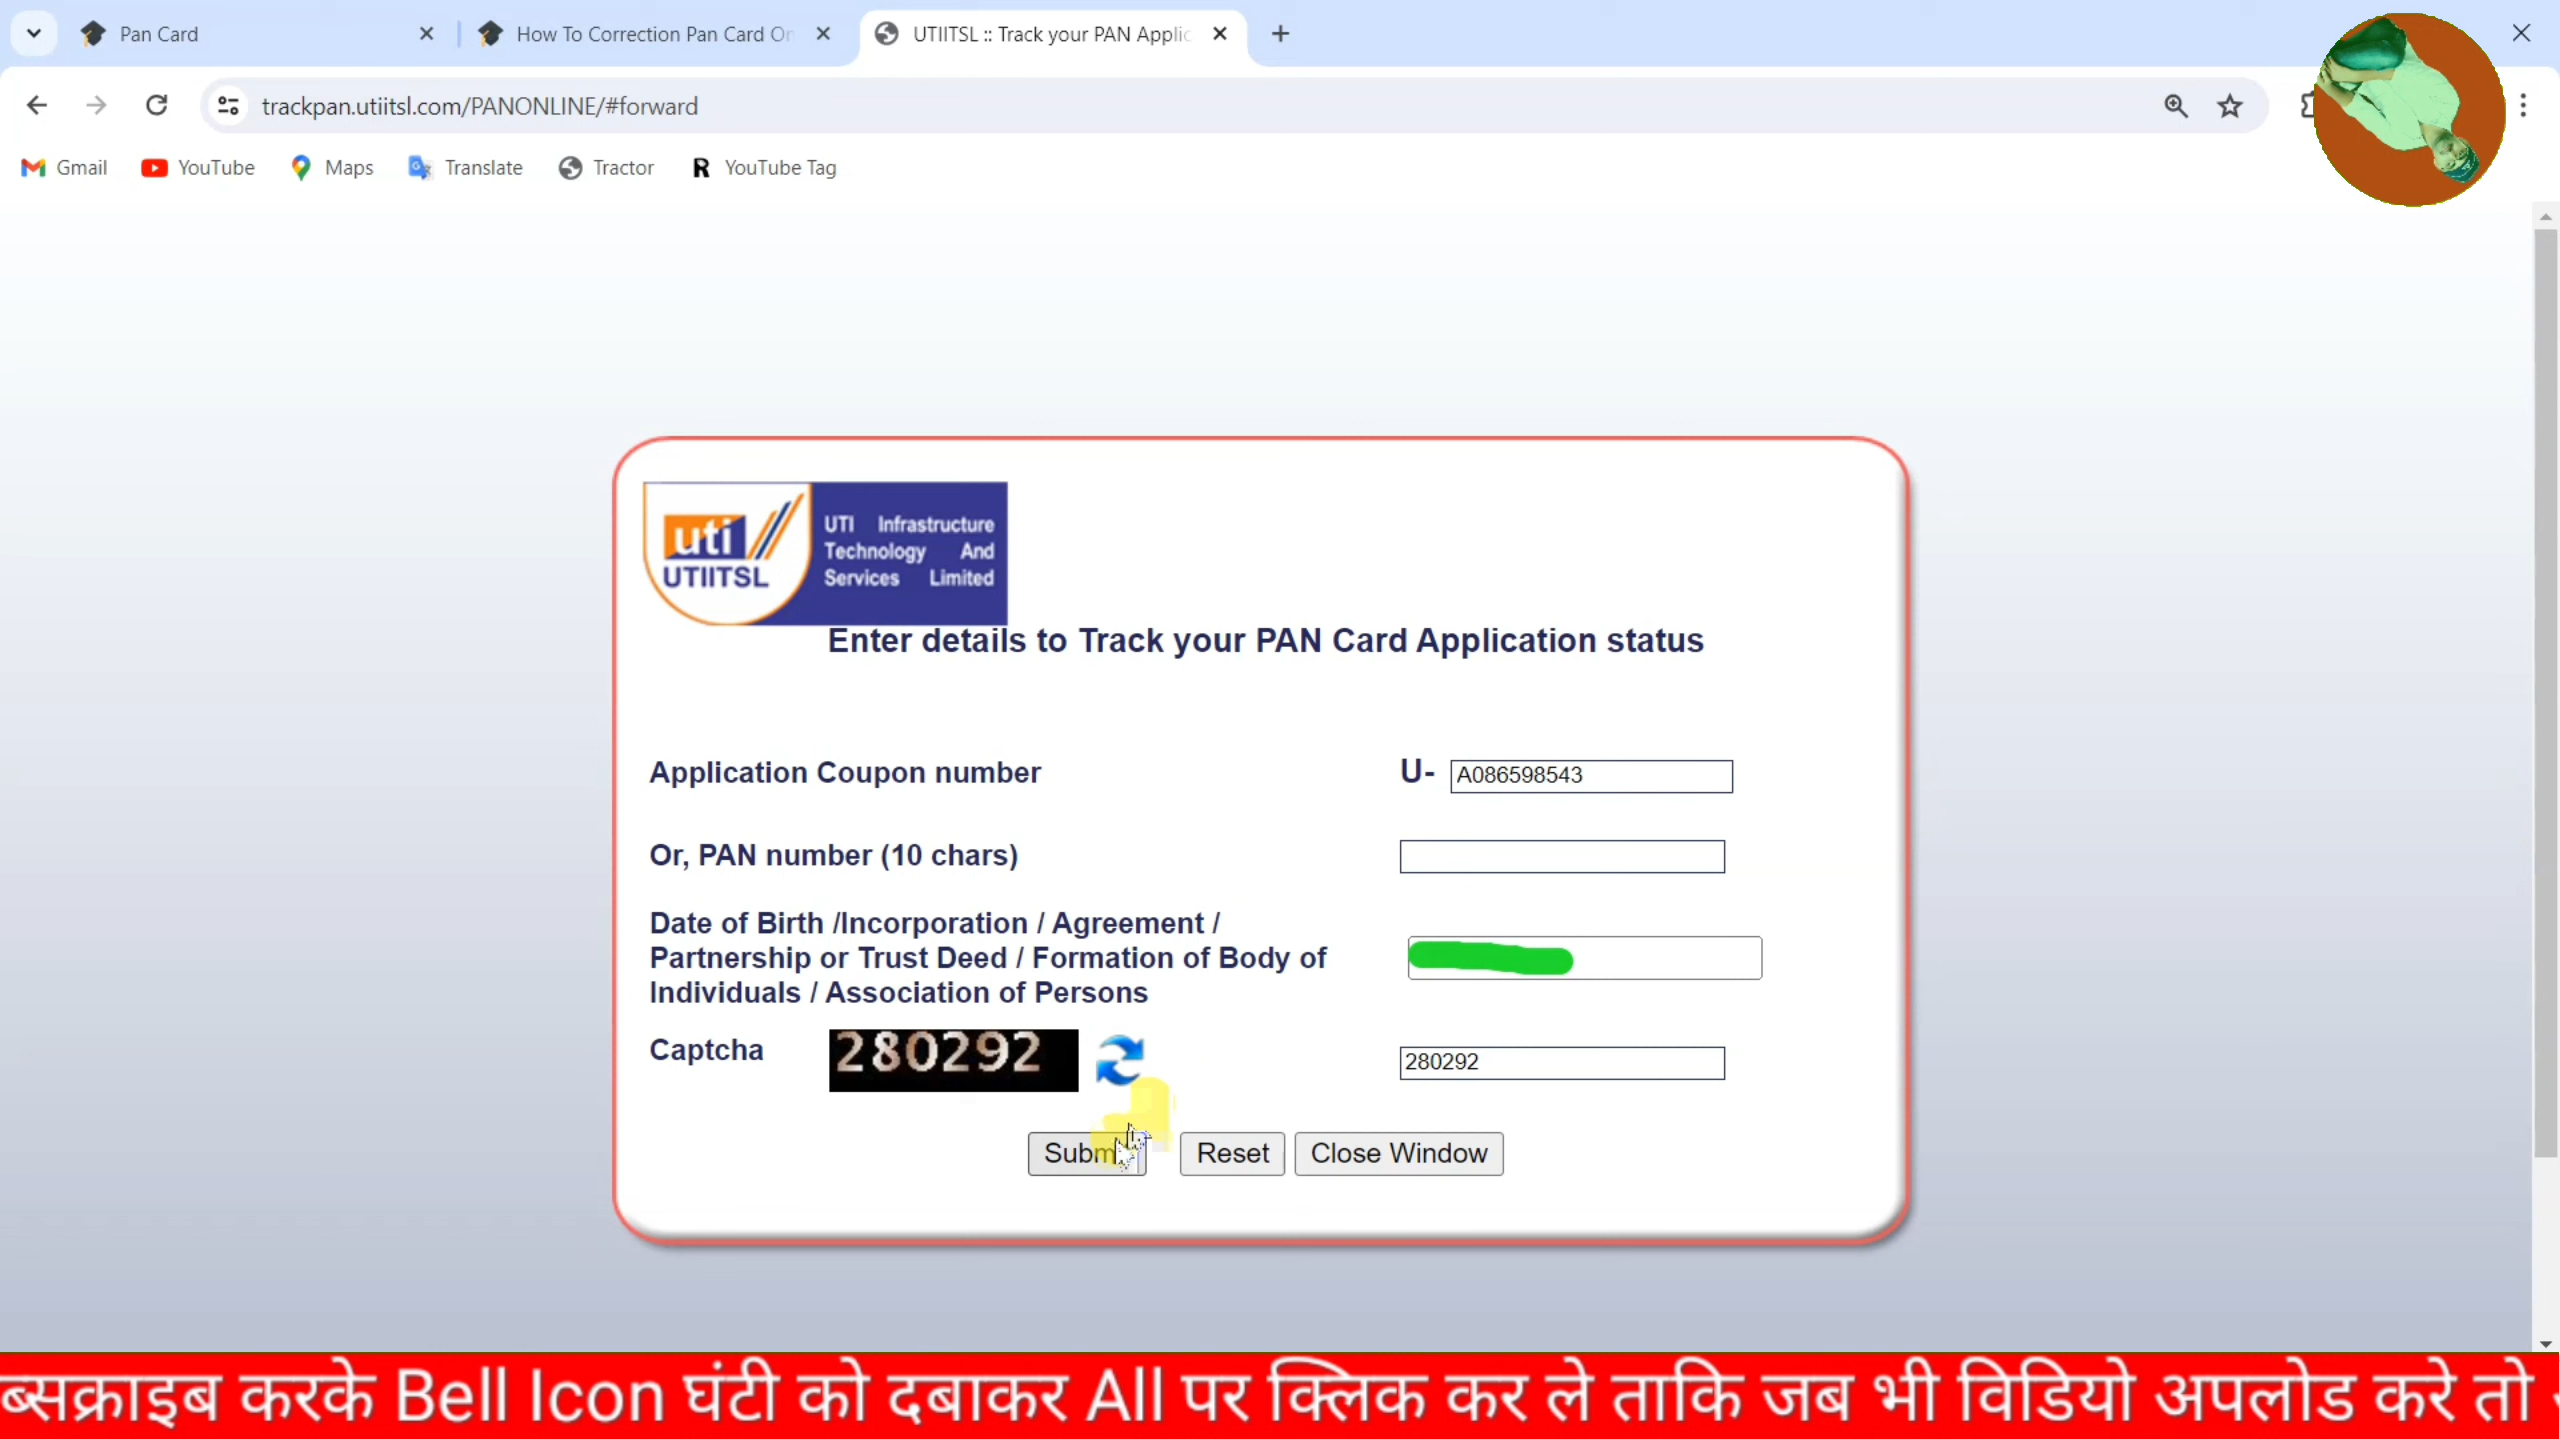 Pan Card
How To Correction Pan Card On
UTIITSL :: Track your PAN Applic
trackpan.utiitsl.com/PANONLINE/#forward
Gmail YouTube Maps Translate Tractor R YouTube Tag
uti UTIITSL
UTI Infrastructure
Technology And
Services Limited
Enter details to Track your PAN Card Application status
Application Coupon number U- A086598543
Or, PAN number (10 chars)
Date of Birth /Incorporation / Agreement /
Partnership or Trust Deed / Formation of Body of
Individuals / Association of Persons
Captcha 280292 280292
Subm Reset Close Window
ब्सक्राइब करके Bell Icon घंटी को दबाकर All पर क्लिक कर ले ताकि जब भी विडियो अपलोड करे तो